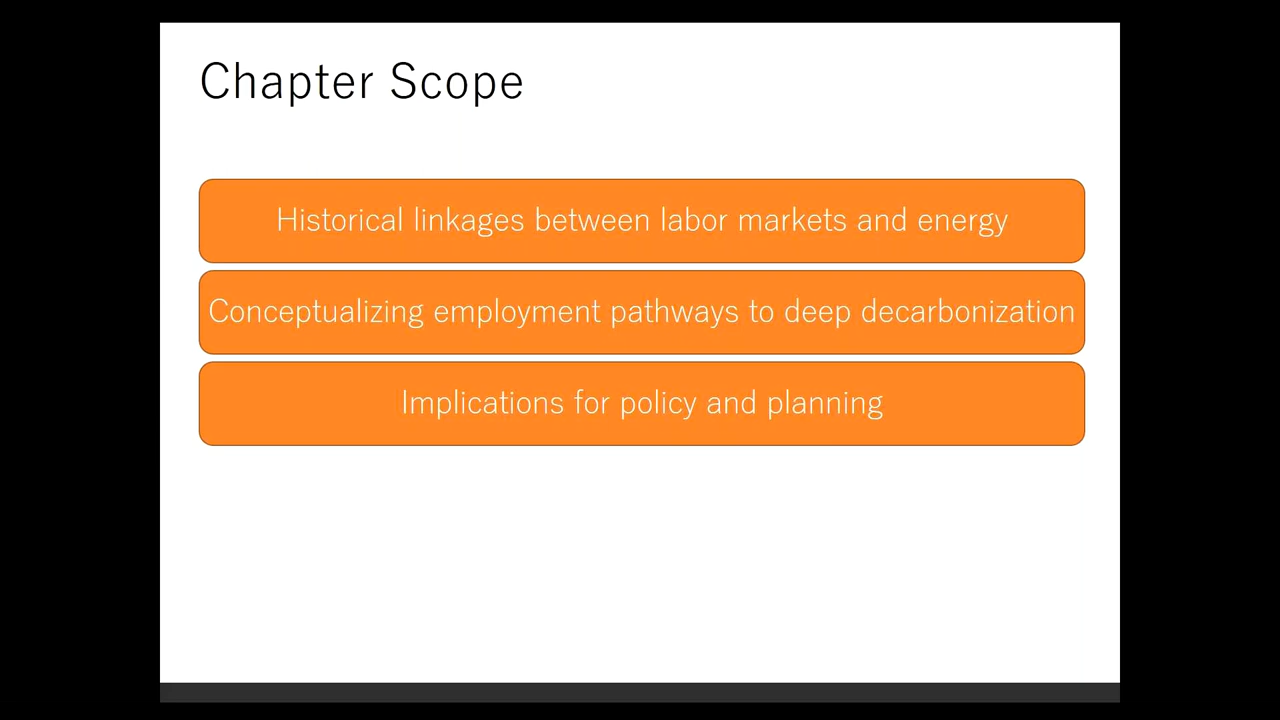 Chapter Scope
Historical linkages between labor markets and energy
Conceptualizing employment pathways to deep decarbonization
Implications for policy and planning